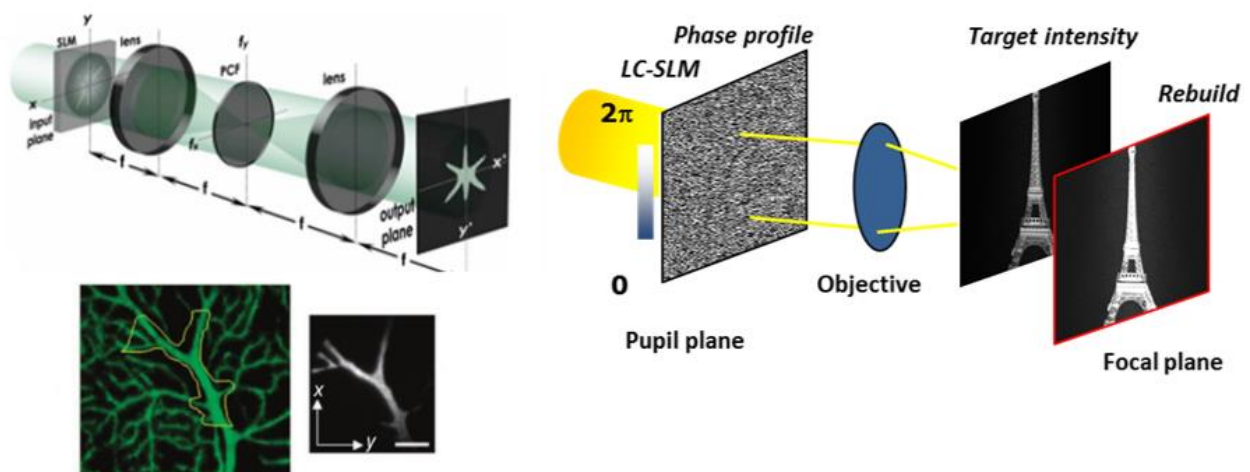 y
SLM
lens
f_y
PCF
lens
x
input
plane
f_x
x'
y'
output
plane
f
f
f
f
x
y
Phase profile
LC-SLM
2π
0
Pupil plane
Objective
Target intensity
Rebuild
Focal plane